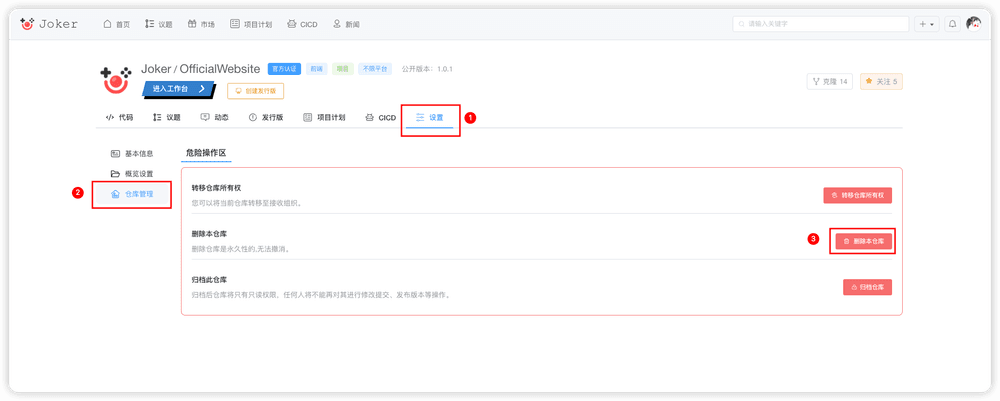 Joker 首页 议题 市场 项目计划 CICD 新闻 请输入关键字
Joker / OfficialWebsite 官方认证 前端 不限平台 公开版本：1.0.1
进入工作台 创建发行版 克隆 14 关注 5
代码 议题 动态 发行版 项目计划 CICD 设置 1
基本信息 危险操作区
概览设置
2 仓库管理
转移仓库所有权
您可以将当前仓库转移至接收组织。 转移仓库所有权
删除本仓库
删除仓库是永久性的,无法撤消。 3 删除本仓库
归档此仓库
归档后仓库将只有只读权限、任何人将不能再对其进行修改提交、发布版本等操作。 归档仓库